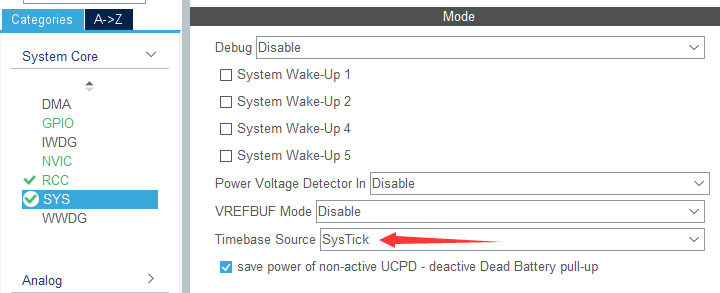 Categories
A->Z
System Core
DMA
GPIO
IWDG
NVIC
RCC
SYS
WWDG
Analog
Mode
Debug Disable
System Wake-Up 1
System Wake-Up 2
System Wake-Up 4
System Wake-Up 5
Power Voltage Detector In Disable
VREFBUF Mode Disable
Timebase Source SysTick
save power of non-active UCPD - deactive Dead Battery pull-up